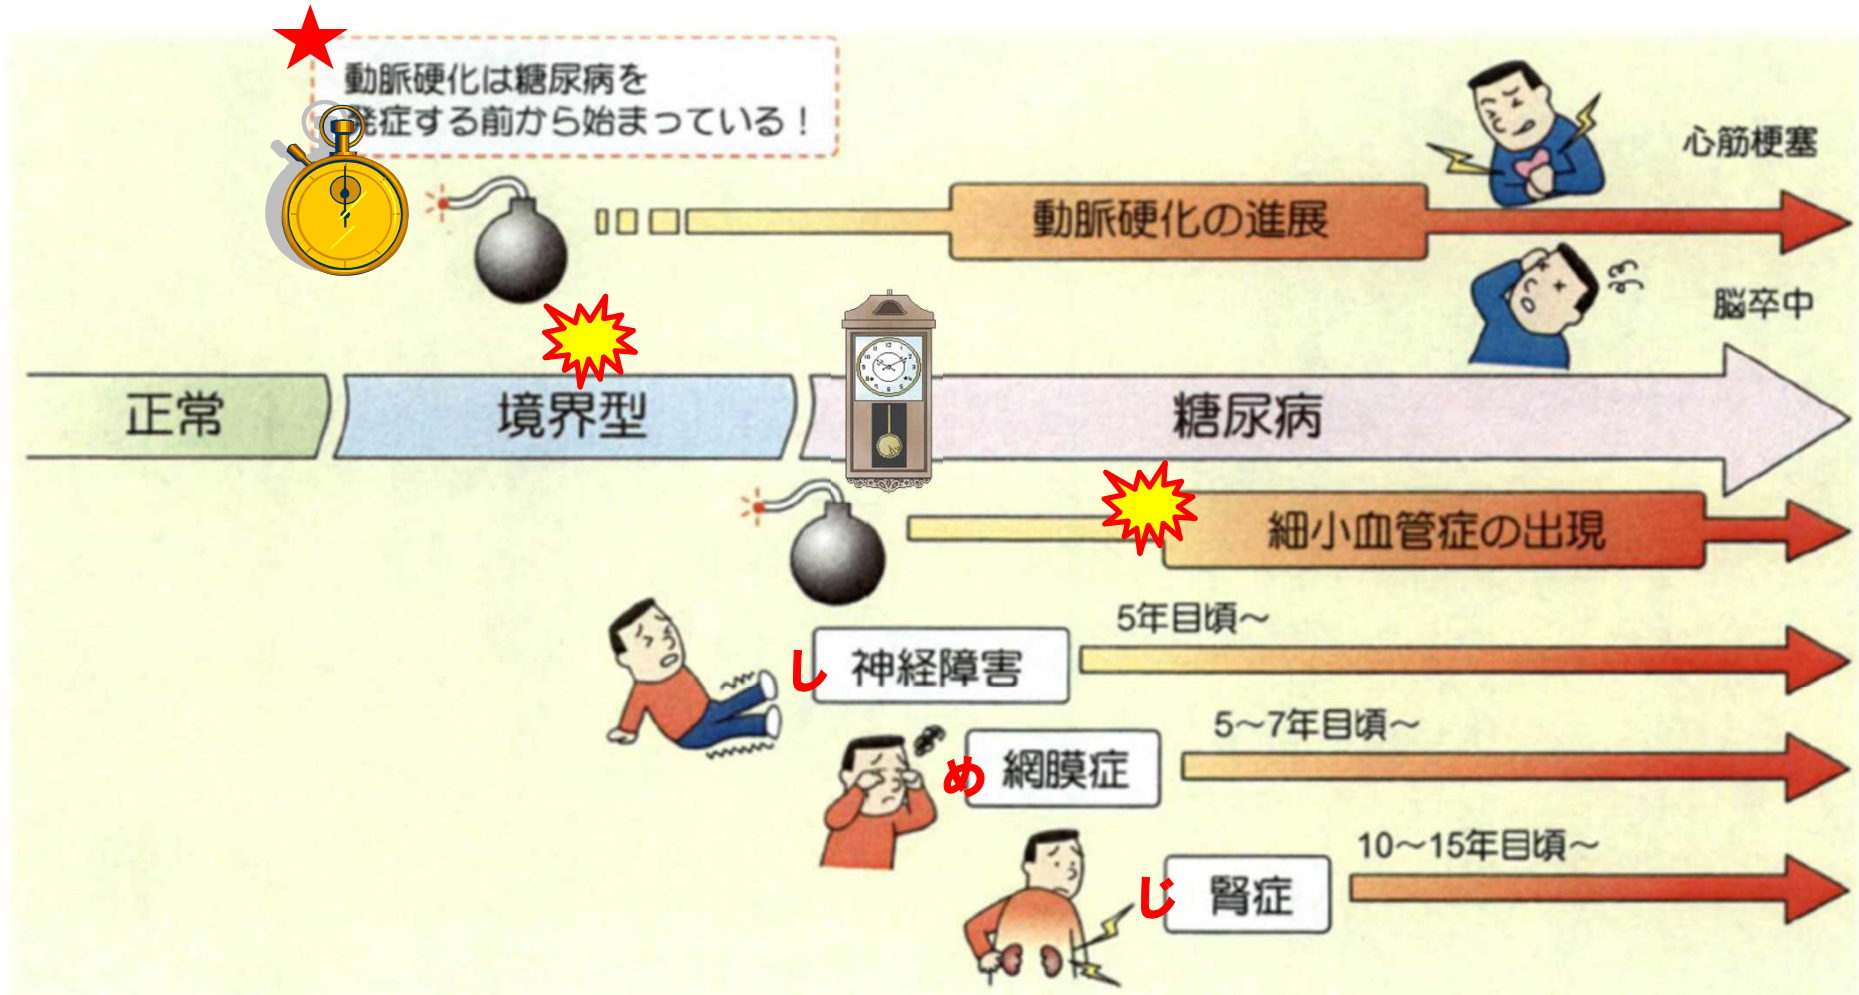 動脈硬化は糖尿病を
発症する前から始まっている！
動脈硬化の進展
心筋梗塞
脳卒中
正常
境界型
糖尿病
細小血管症の出現
し 神経障害
5年目頃～
め 網膜症
5～7年目頃～
じ 腎症
10～15年目頃～